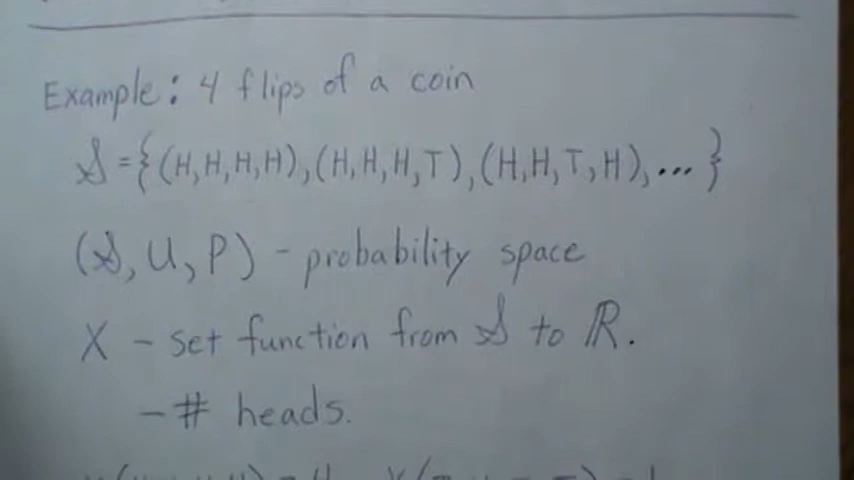 Example: 4 flips of a coin
𝒮 = {(H,H,H,H),(H,H,H,T),(H,H,T,H),...}
(𝒮, U, P) - probability space
X - set function from 𝒮 to ℝ.
- # heads.